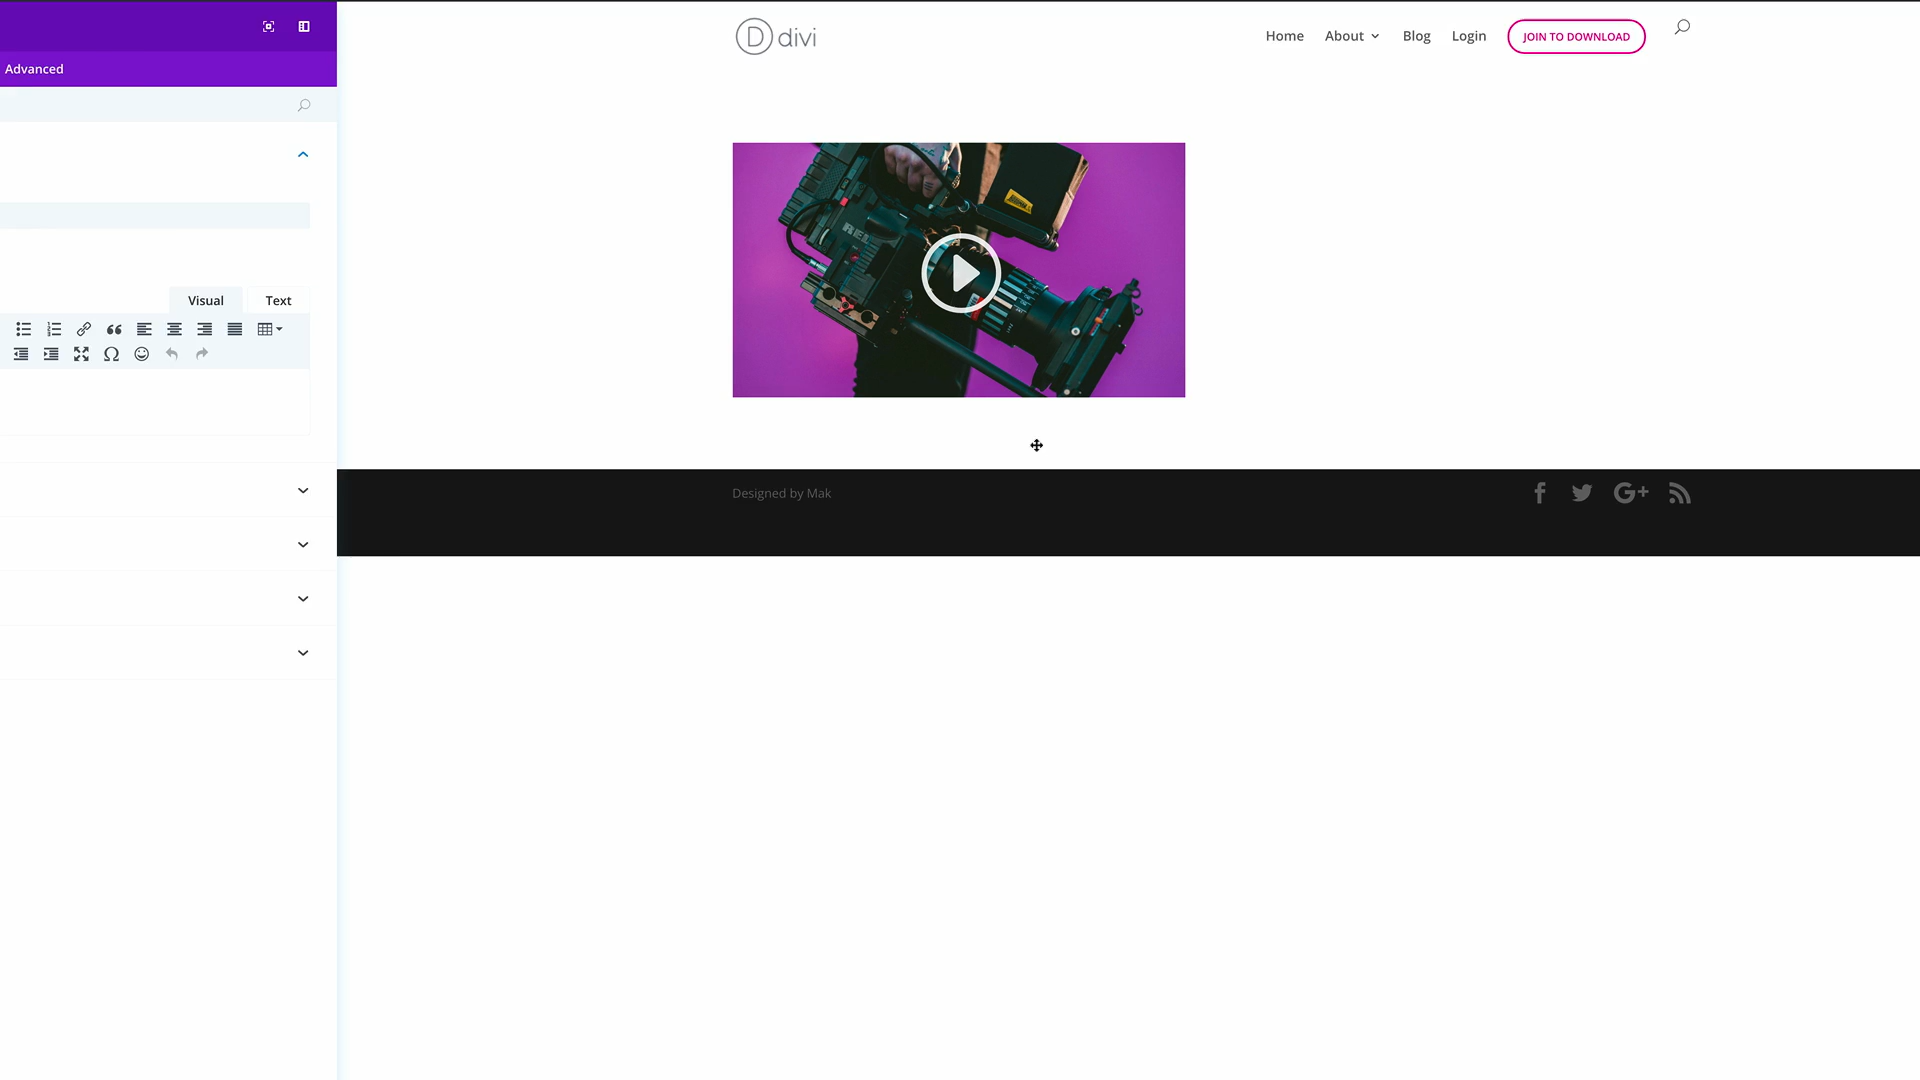 Advanced
Visual
Text
D divi
Home
About
Blog
Login
JOIN TO DOWNLOAD
Designed by Mak